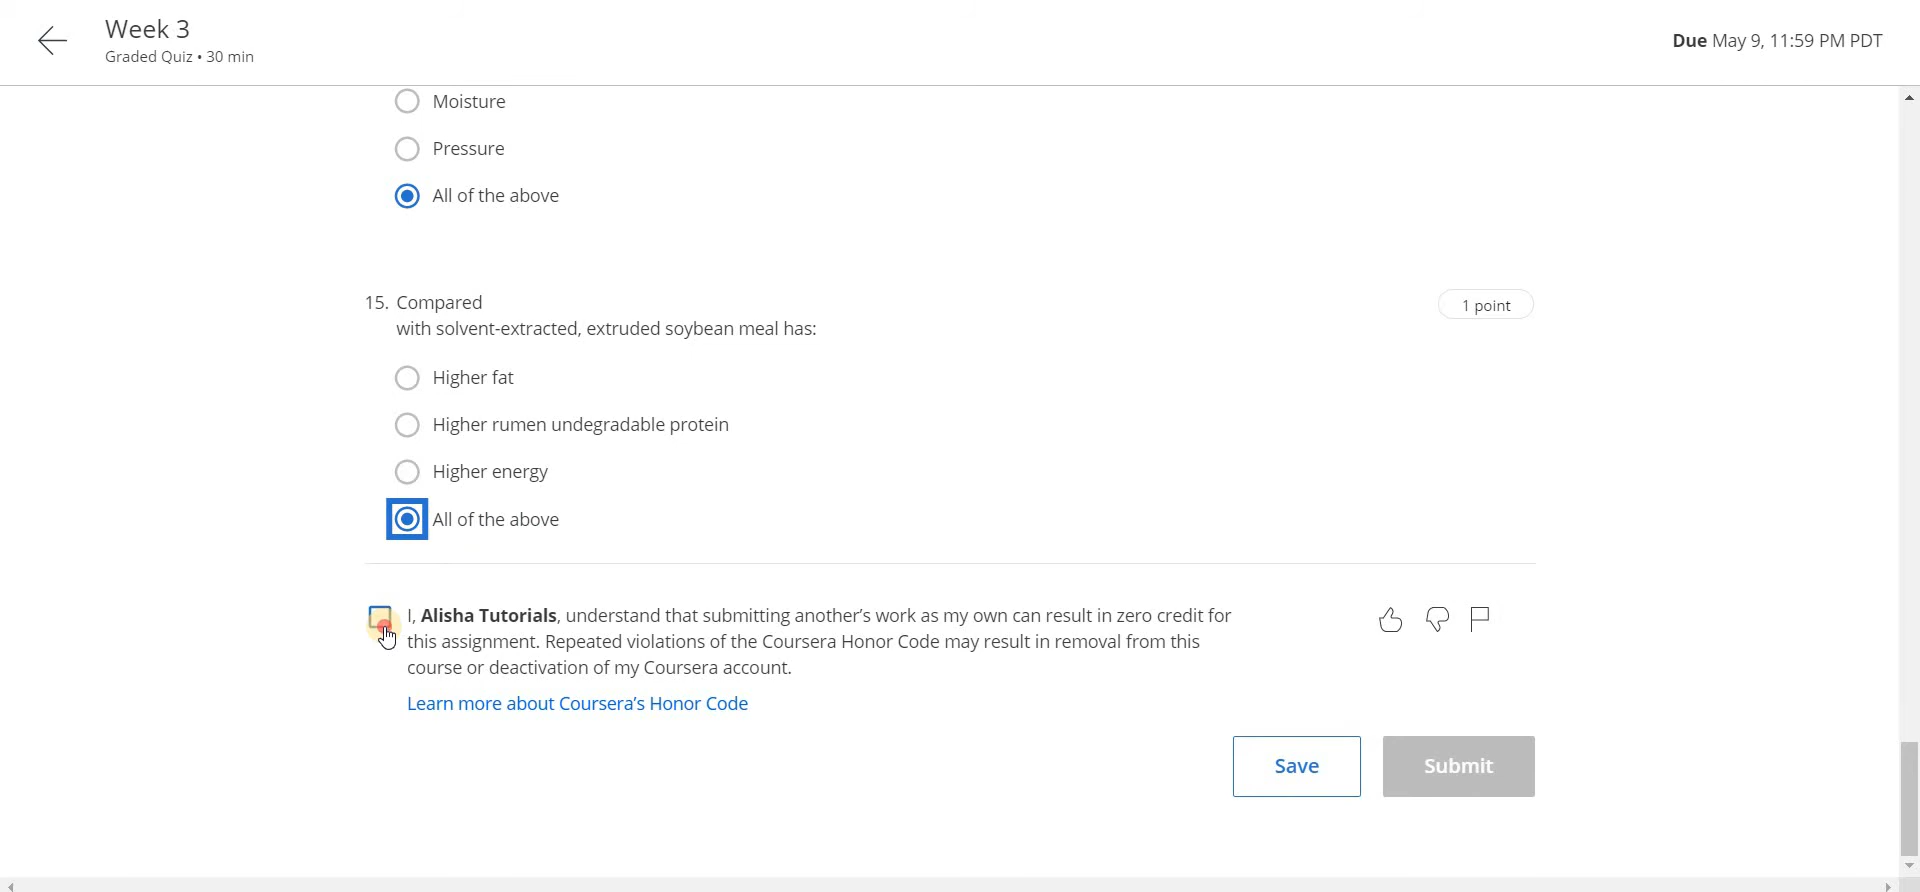 Week 3
Graded Quiz • 30 min
Due May 9, 11:59 PM PDT
Moisture
Pressure
All of the above
15. Compared
with solvent-extracted, extruded soybean meal has:
1 point
Higher fat
Higher rumen undegradable protein
Higher energy
All of the above
I, Alisha Tutorials, understand that submitting another’s work as my own can result in zero credit for
this assignment. Repeated violations of the Coursera Honor Code may result in removal from this
course or deactivation of my Coursera account.
Learn more about Coursera’s Honor Code
Save
Submit